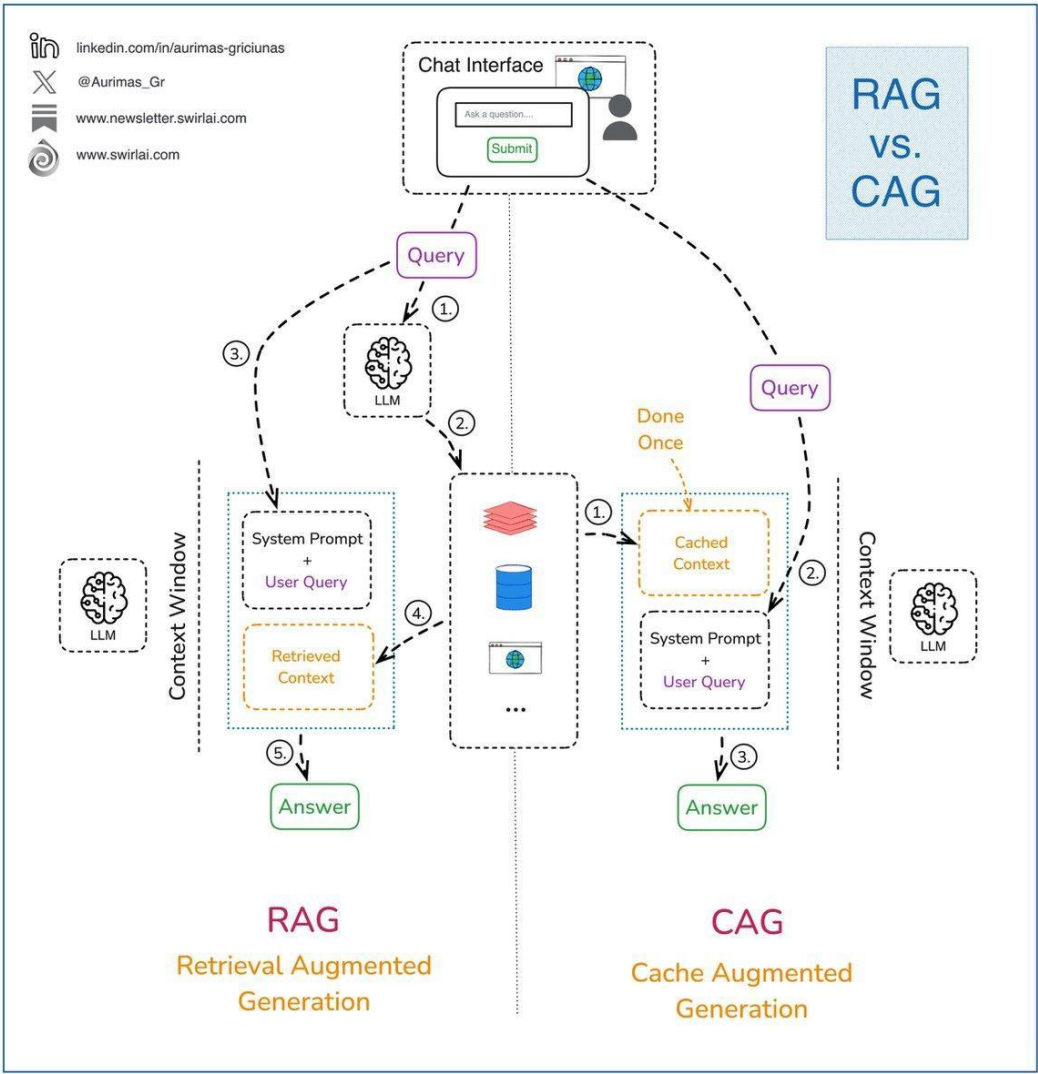 linkedin.com/in/aurimas-griciunas
@Aurimas_Gr
www.newsletter.swirlai.com
www.swirlai.com
Chat Interface
Ask a question....
Submit
RAG
vs.
CAG
Query
1.
3.
LLM
2.
Query
Done
Once
System Prompt
+
User Query
Retrieved
Context
Context Window
LLM
4.
5.
Answer
...
1.
Cached
Context
2.
System Prompt
+
User Query
Context Window
LLM
3.
Answer
RAG
Retrieval Augmented
Generation
CAG
Cache Augmented
Generation